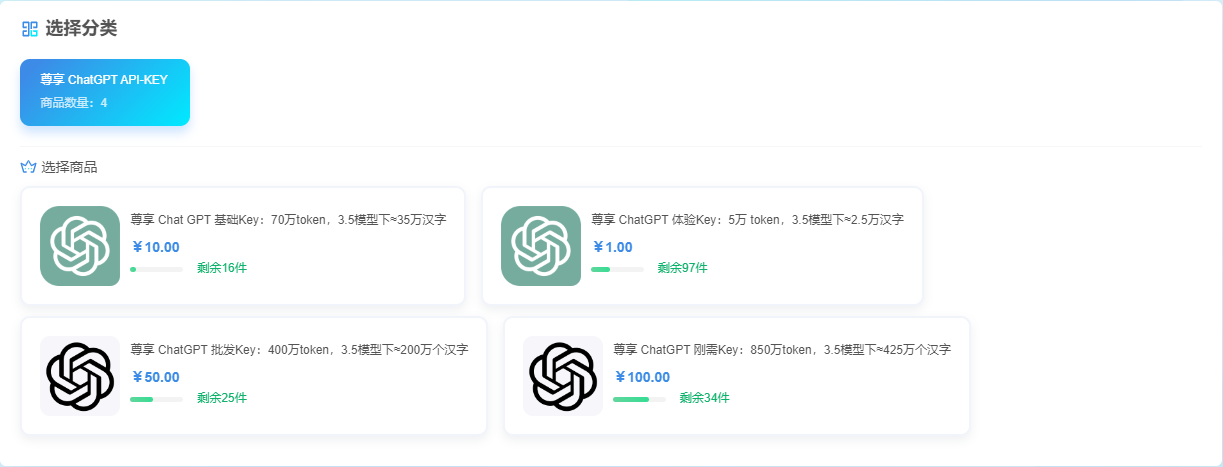 选择分类
尊享 ChatGPT API-KEY
商品数量：4
选择商品
尊享 Chat GPT 基础Key：70万token，3.5模型下≈35万汉字
￥10.00
剩余16件
尊享 ChatGPT 体验Key：5万 token，3.5模型下≈2.5万汉字
￥1.00
剩余97件
尊享 ChatGPT 批发Key：400万token，3.5模型下≈200万个汉字
￥50.00
剩余25件
尊享 ChatGPT 刚需Key：850万token，3.5模型下≈425万个汉字
￥100.00
剩余34件